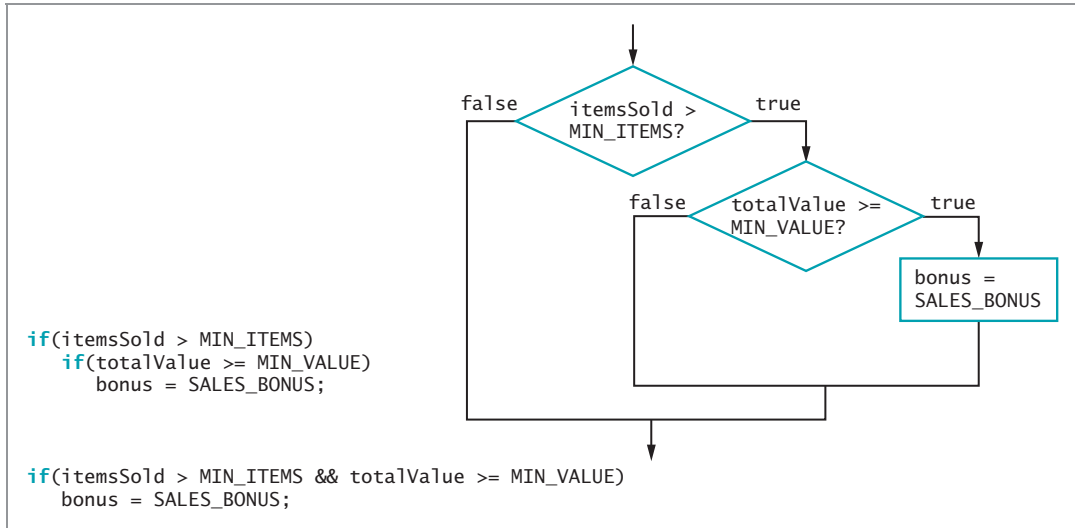 false
itemsSold >
MIN_ITEMS?
true
false
totalValue >=
MIN_VALUE?
true
bonus =
SALES_BONUS
if(itemsSold > MIN_ITEMS)
   if(totalValue >= MIN_VALUE)
      bonus = SALES_BONUS;
if(itemsSold > MIN_ITEMS && totalValue >= MIN_VALUE)
   bonus = SALES_BONUS;